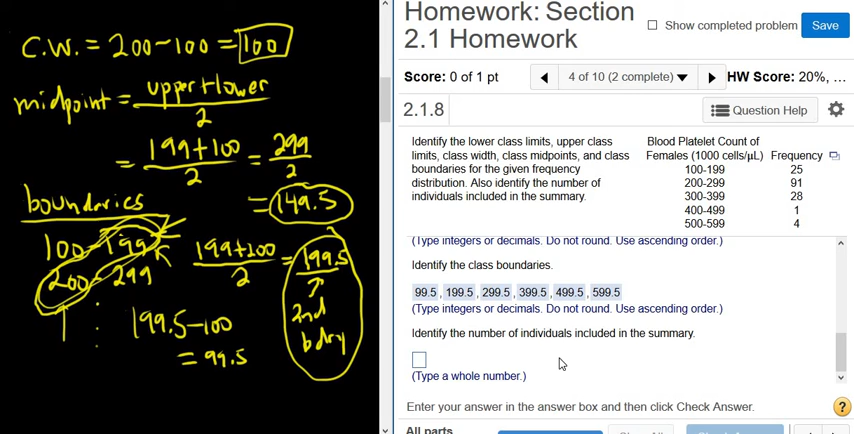 C.W. = 200-100 = 100
midpoint = upper+lower
2
= 199+100
2
= 299
2
= 149.5
boundaries
100-199
200-299
199+200
2
= 199.5
2nd
bdry
199.5-100
= 99.5
Homework: Section
2.1 Homework
Show completed problem
Save
Score: 0 of 1 pt
4 of 10 (2 complete)
HW Score: 20%, ...
2.1.8
Question Help
Identify the lower class limits, upper class
limits, class width, class midpoints, and class
boundaries for the given frequency
distribution. Also identify the number of
individuals included in the summary.
Blood Platelet Count of
Females (1000 cells/μL) Frequency
100-199 25
200-299 91
300-399 28
400-499 1
500-599 4
(Type integers or decimals. Do not round. Use ascending order.)
Identify the class boundaries.
99.5 , 199.5 , 299.5 , 399.5 , 499.5 , 599.5
(Type integers or decimals. Do not round. Use ascending order.)
Identify the number of individuals included in the summary.
(Type a whole number.)
Enter your answer in the answer box and then click Check Answer.
?
All parts